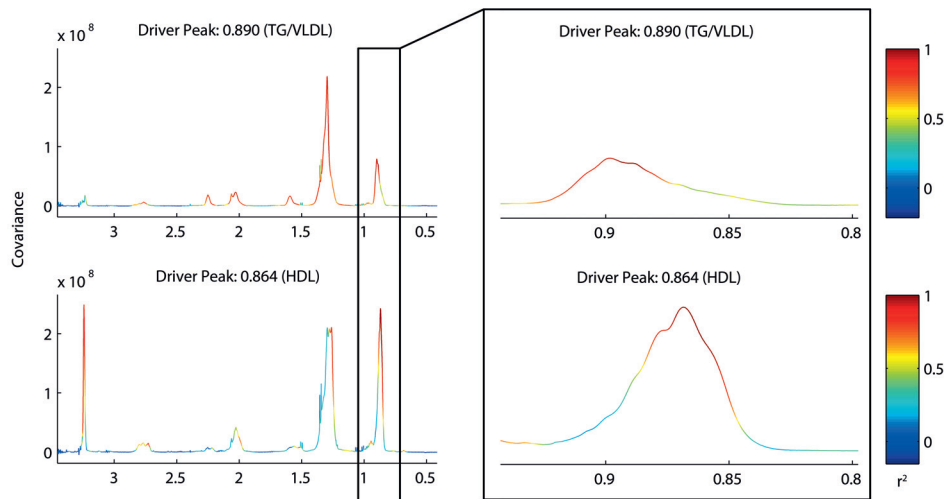 Driver Peak: 0.890 (TG/VLDL)
x 10 8
2
1
0
3 2.5 2 1.5 1 0.5
Driver Peak: 0.890 (TG/VLDL)
0.9 0.85 0.8
1
0.5
0
Covariance
Driver Peak: 0.864 (HDL)
x 10 8
2
1
0
3 2.5 2 1.5 1 0.5
Driver Peak: 0.864 (HDL)
0.9 0.85 0.8
1
0.5
0
r²